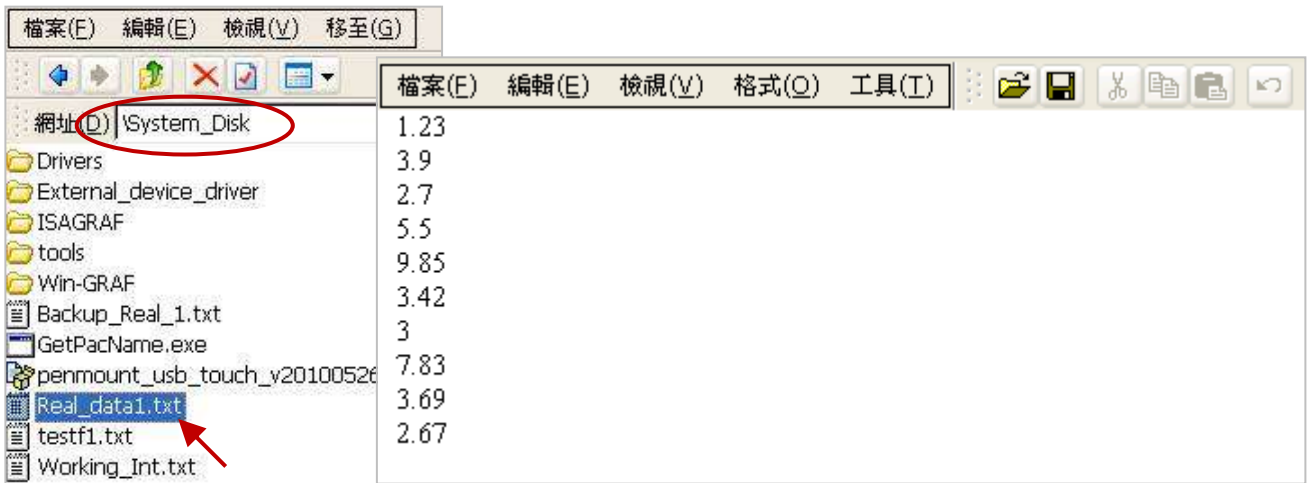 檔案(F) 編輯(E) 檢視(V) 移至(G)
網址(D) \System_Disk
Drivers
External_device_driver
ISAGRAF
tools
Win-GRAF
Backup_Real_1.txt
GetPacName.exe
penmount_usb_touch_v20100526
Real_data1.txt
testf1.txt
Working_Int.txt
檔案(F) 編輯(E) 檢視(V) 格式(O) 工具(T)
1.23
3.9
2.7
5.5
9.85
3.42
3
7.83
3.69
2.67